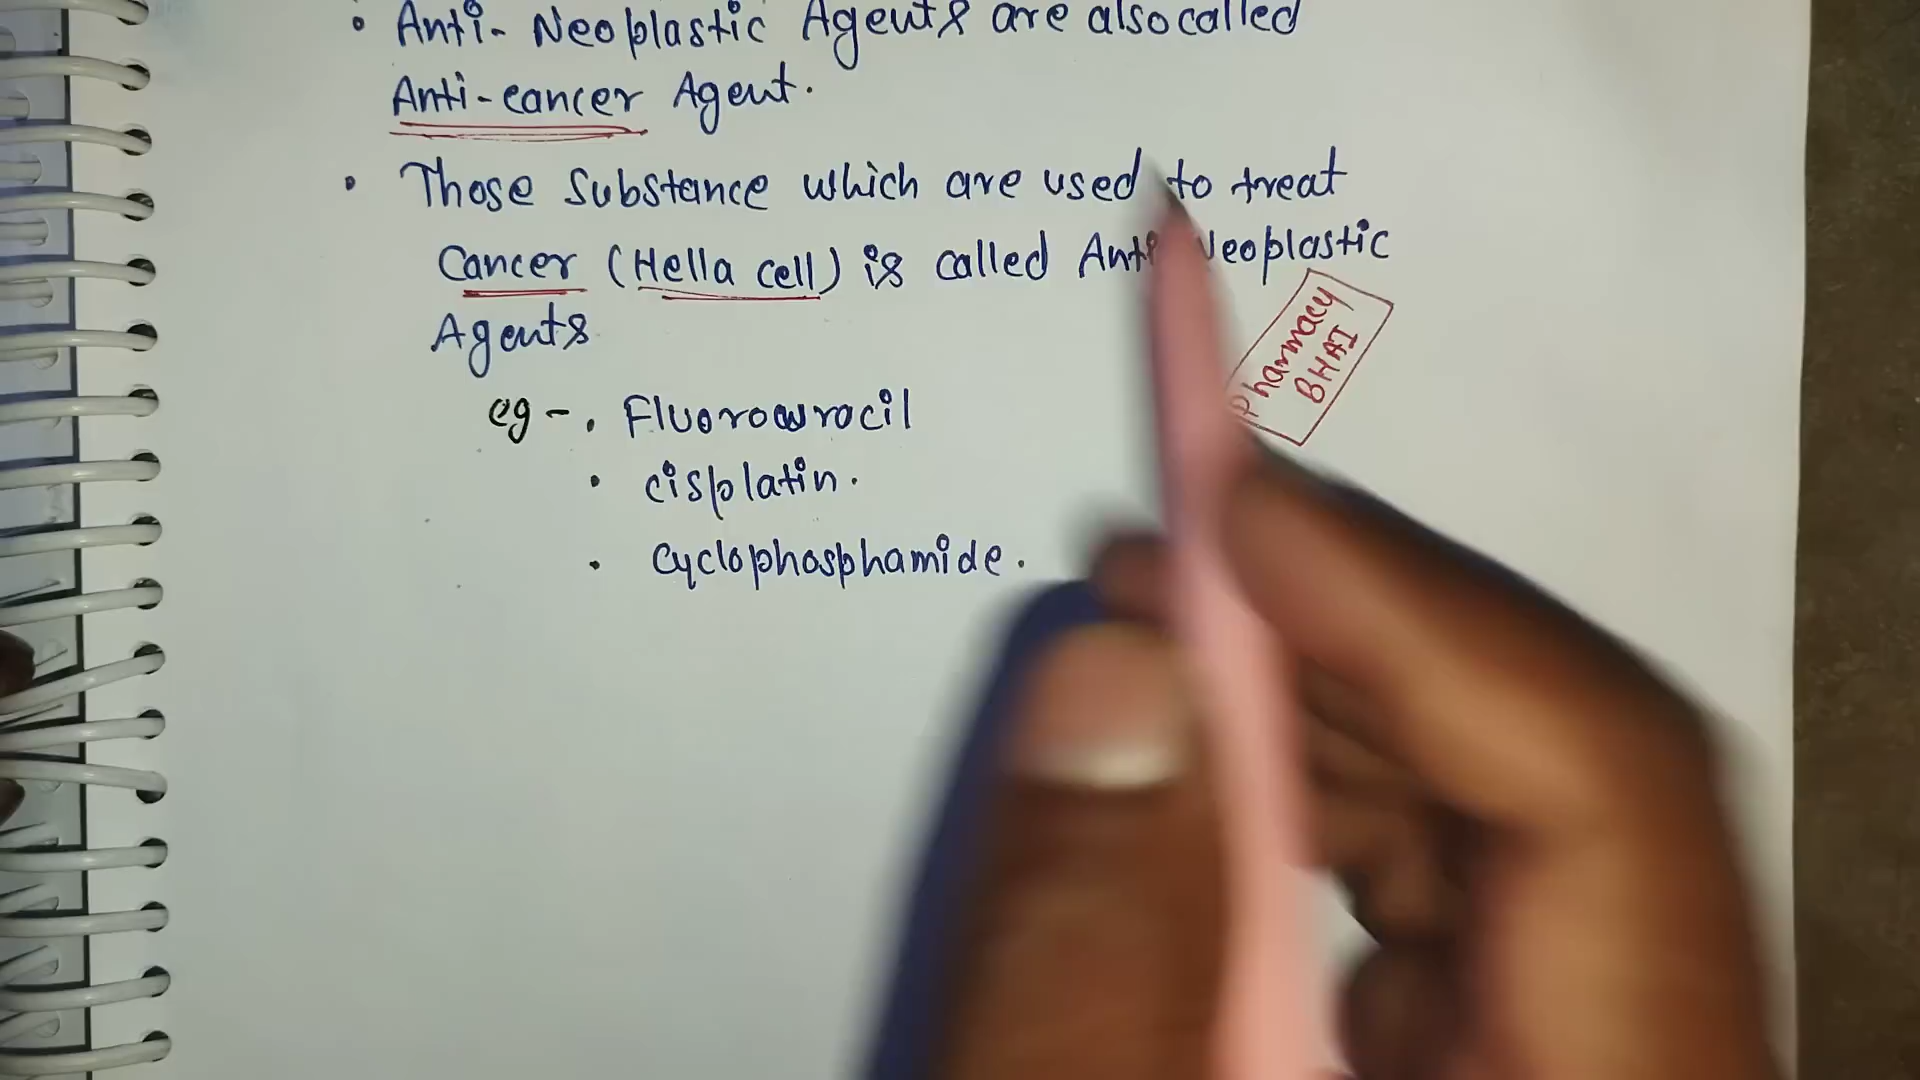 • Anti-Neoplastic Agents are also called
Anti-cancer Agent.
• Those Substance which are used to treat
Cancer (Hella cell) is called Anti Neoplastic
Agents
eg - • Fluorowracil
• cisplatin.
• Cyclophosphamide.
Pharmacy
BHAI